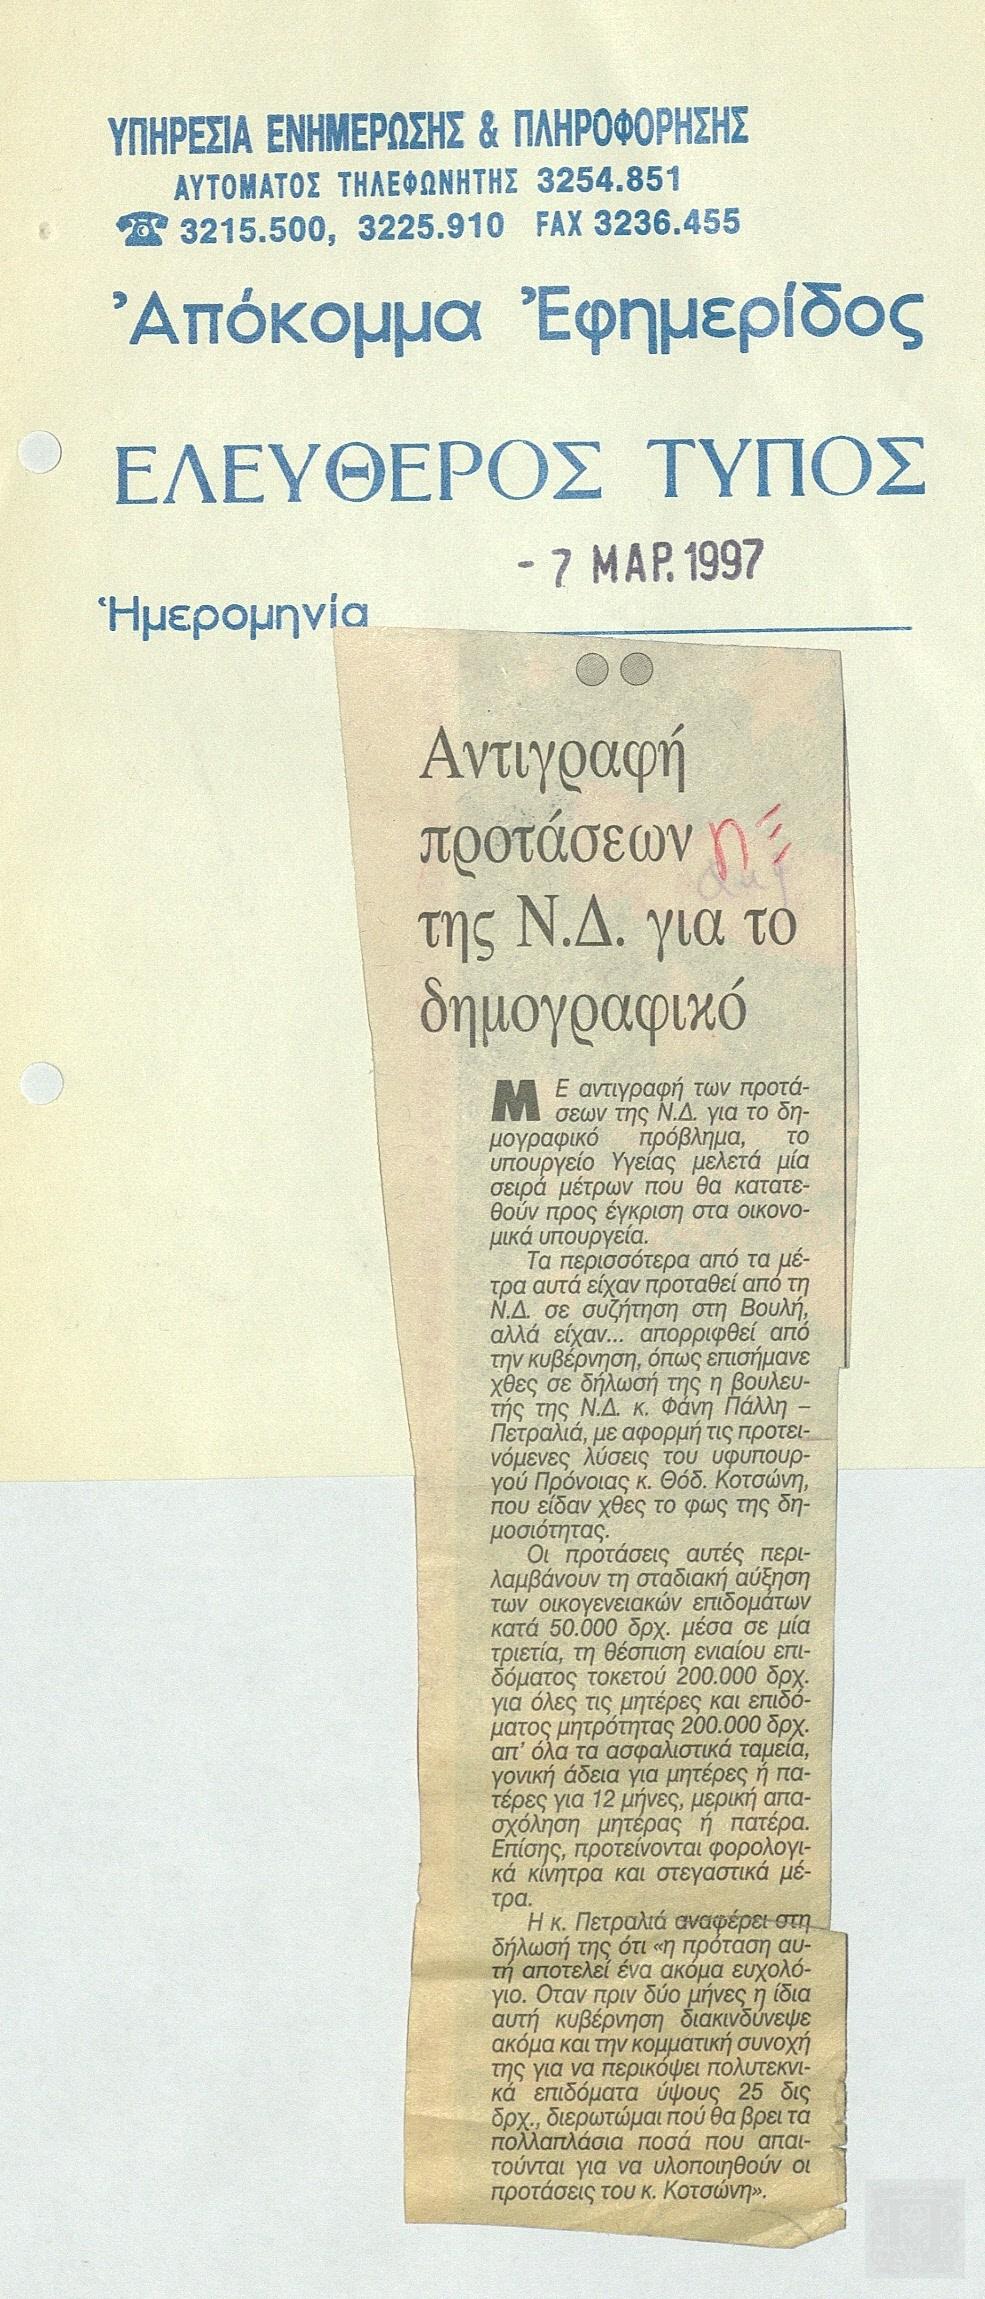 ΥΠΗΡΕΣΙΑ ΕΝΗΜΕΡΩΣΗΣ & ΠΛΗΡΟΦΟΡΗΣΗΣ
ΑΥΤΟΜΑΤΟΣ ΤΗΛΕΦΩΝΗΤΗΣ 3254.851
☎ 3215.500, 3225.910 FAX 3236.455
Ἀπόκομμα Ἐφημερίδος
ΕΛΕΥΘΕΡΟΣ ΤΥΠΟΣ
- 7 ΜΑΡ. 1997
Ἡμερομηνία
Αντιγραφή
προτάσεων
της Ν.Δ. για το
δημογραφικό
ΜΕ αντιγραφή των προτά-
σεων της Ν.Δ. για το δη-
μογραφικό πρόβλημα, το
υπουργείο Υγείας μελετά μία
σειρά μέτρων που θα κατατε-
θούν προς έγκριση στα οικονο-
μικά υπουργεία.
Τα περισσότερα από τα μέ-
τρα αυτά είχαν προταθεί από τη
Ν.Δ. σε συζήτηση στη Βουλή,
αλλά είχαν... απορριφθεί από
την κυβέρνηση, όπως επισήμανε
χθες σε δήλωσή της η βουλευ-
τής της Ν.Δ. κ. Φάνη Πάλλη –
Πετραλιά, με αφορμή τις προτει-
νόμενες λύσεις του υφυπουρ-
γού Πρόνοιας κ. Θόδ. Κοτσώνη,
που είδαν χθες το φως της δη-
μοσιότητας.
Οι προτάσεις αυτές περι-
λαμβάνουν τη σταδιακή αύξηση
των οικογενειακών επιδομάτων
κατά 50.000 δρχ. μέσα σε μία
τριετία, τη θέσπιση ενιαίου επι-
δόματος τοκετού 200.000 δρχ.
για όλες τις μητέρες και επιδό-
ματος μητρότητας 200.000 δρχ.
απ' όλα τα ασφαλιστικά ταμεία,
γονική άδεια για μητέρες ή πα-
τέρες για 12 μήνες, μερική απα-
σχόληση μητέρας ή πατέρα.
Επίσης, προτείνονται φορολογι-
κά κίνητρα και στεγαστικά μέ-
τρα.
Η κ. Πετραλιά αναφέρει στη
δήλωσή της ότι «η πρόταση αυ-
τή αποτελεί ένα ακόμα ευχολό-
γιο. Οταν πριν δύο μήνες η ίδια
αυτή κυβέρνηση διακινδύνεψε
ακόμα και την κομματική συνοχή
της για να περικόψει πολυτεκνι-
κά επιδόματα ύψους 25 δις
δρχ., διερωτώμαι πού θα βρει τα
πολλαπλάσια ποσά που απαι-
τούνται για να υλοποιηθούν οι
προτάσεις του κ. Κοτσώνη».